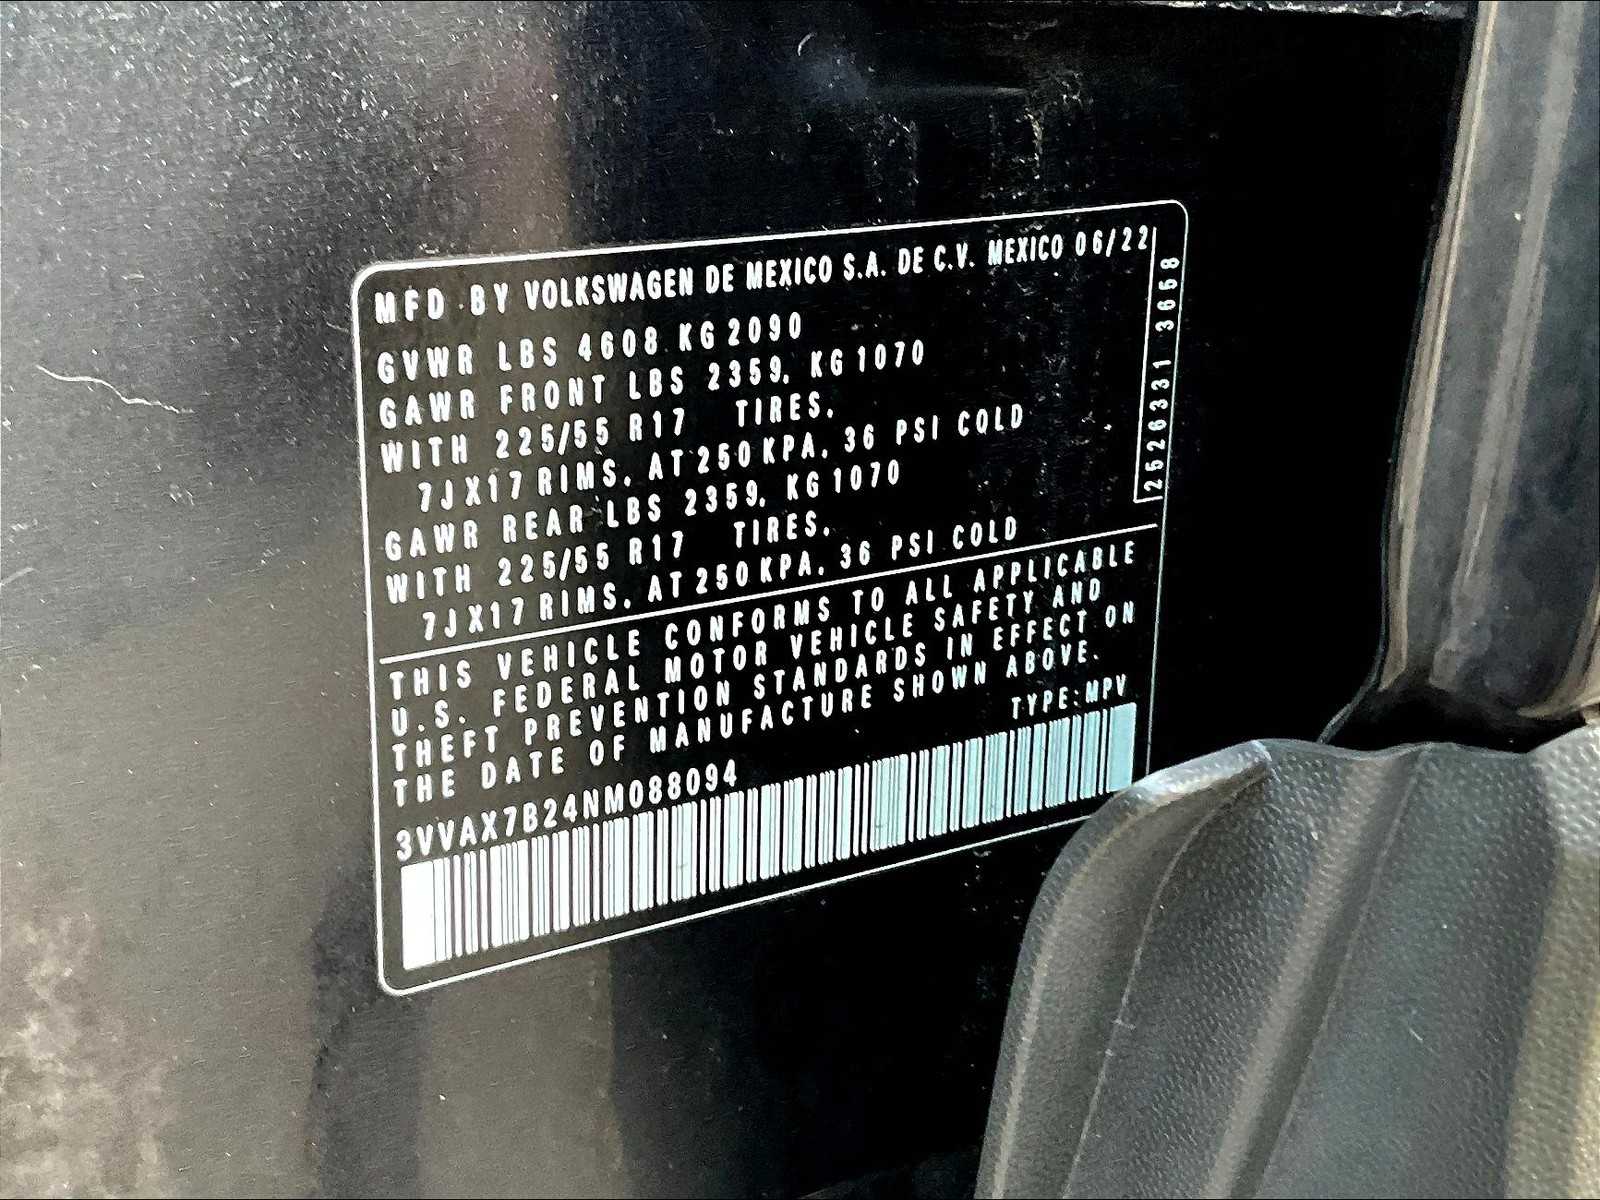 MFD BY VOLKSWAGEN DE MEXICO S.A. DE C.V. MEXICO 06/22
GVWR LBS 4608 KG 2090
GAWR FRONT LBS 2359, KG 1070
WITH 225/55 R17 TIRES,
7JX17 RIMS, AT 250 KPA, 36 PSI COLD
GAWR REAR LBS 2359, KG 1070
WITH 225/55 R17 TIRES,
7JX17 RIMS, AT 250 KPA, 36 PSI COLD
2526331 3658
THIS VEHICLE CONFORMS TO ALL APPLICABLE
U.S. FEDERAL MOTOR VEHICLE SAFETY AND
THEFT PREVENTION STANDARDS IN EFFECT ON
THE DATE OF MANUFACTURE SHOWN ABOVE.
TYPE:MPV
3VVAX7B24NM088094